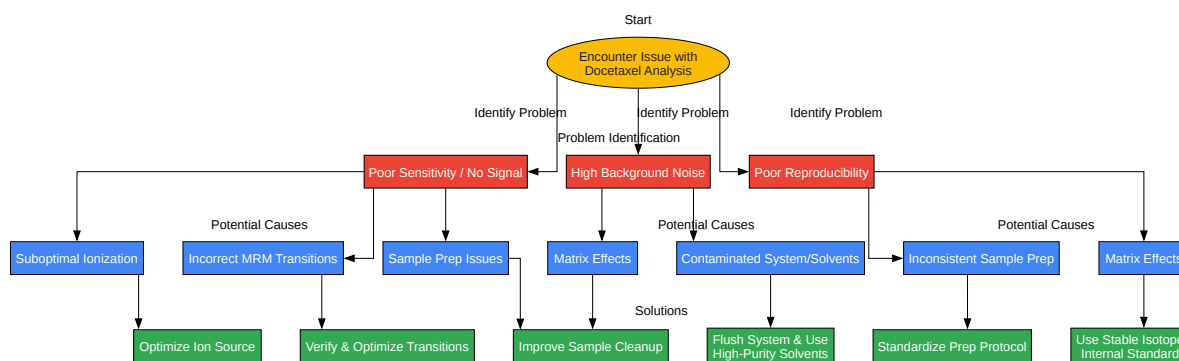 Start
Encounter Issue with
Docetaxel Analysis
Identify Problem
Identify Problem
Identify Problem
Problem Identification
Poor Sensitivity / No Signal
High Background Noise
Poor Reproducibility
Potential Causes
Potential Causes
Potential Causes
Suboptimal Ionization
Incorrect MRM Transitions
Sample Prep Issues
Matrix Effects
Contaminated System/Solvents
Inconsistent Sample Prep
Matrix Effects
Solutions
Optimize Ion Source
Verify & Optimize Transitions
Improve Sample Cleanup
Flush System & Use
High-Purity Solvents
Standardize Prep Protocol
Use Stable Isotope
Internal Standard